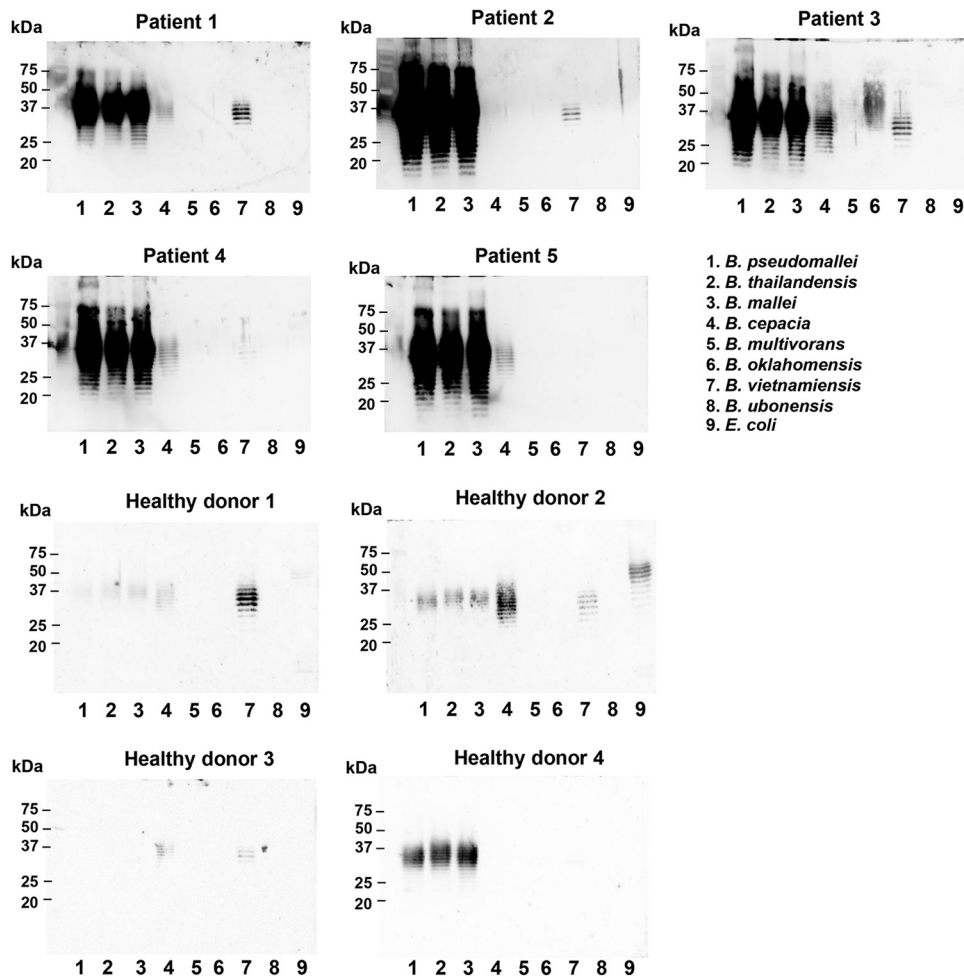 Patient 1
kDa
75
50
37
25
20
1 2 3 4 5 6 7 8 9
Patient 2
kDa
75
50
37
25
20
1 2 3 4 5 6 7 8 9
Patient 3
kDa
75
50
37
25
20
1 2 3 4 5 6 7 8 9
Patient 4
kDa
75
50
37
25
20
1 2 3 4 5 6 7 8 9
Patient 5
kDa
75
50
37
25
20
1 2 3 4 5 6 7 8 9
1. B. pseudomallei
2. B. thailandensis
3. B. mallei
4. B. cepacia
5. B. multivorans
6. B. oklahomensis
7. B. vietnamiensis
8. B. ubonensis
9. E. coli
Healthy donor 1
kDa
75
50
37
25
20
1 2 3 4 5 6 7 8 9
Healthy donor 2
kDa
75
50
37
25
20
1 2 3 4 5 6 7 8 9
Healthy donor 3
kDa
75
50
37
25
20
1 2 3 4 5 6 7 8 9
Healthy donor 4
kDa
75
50
37
25
20
1 2 3 4 5 6 7 8 9